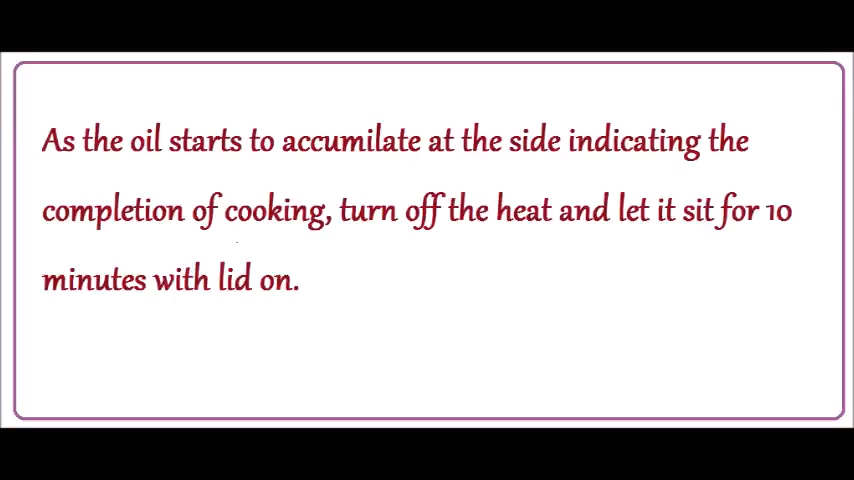 As the oil starts to accumilate at the side indicating the
completion of cooking, turn off the heat and let it sit for 10
minutes with lid on.